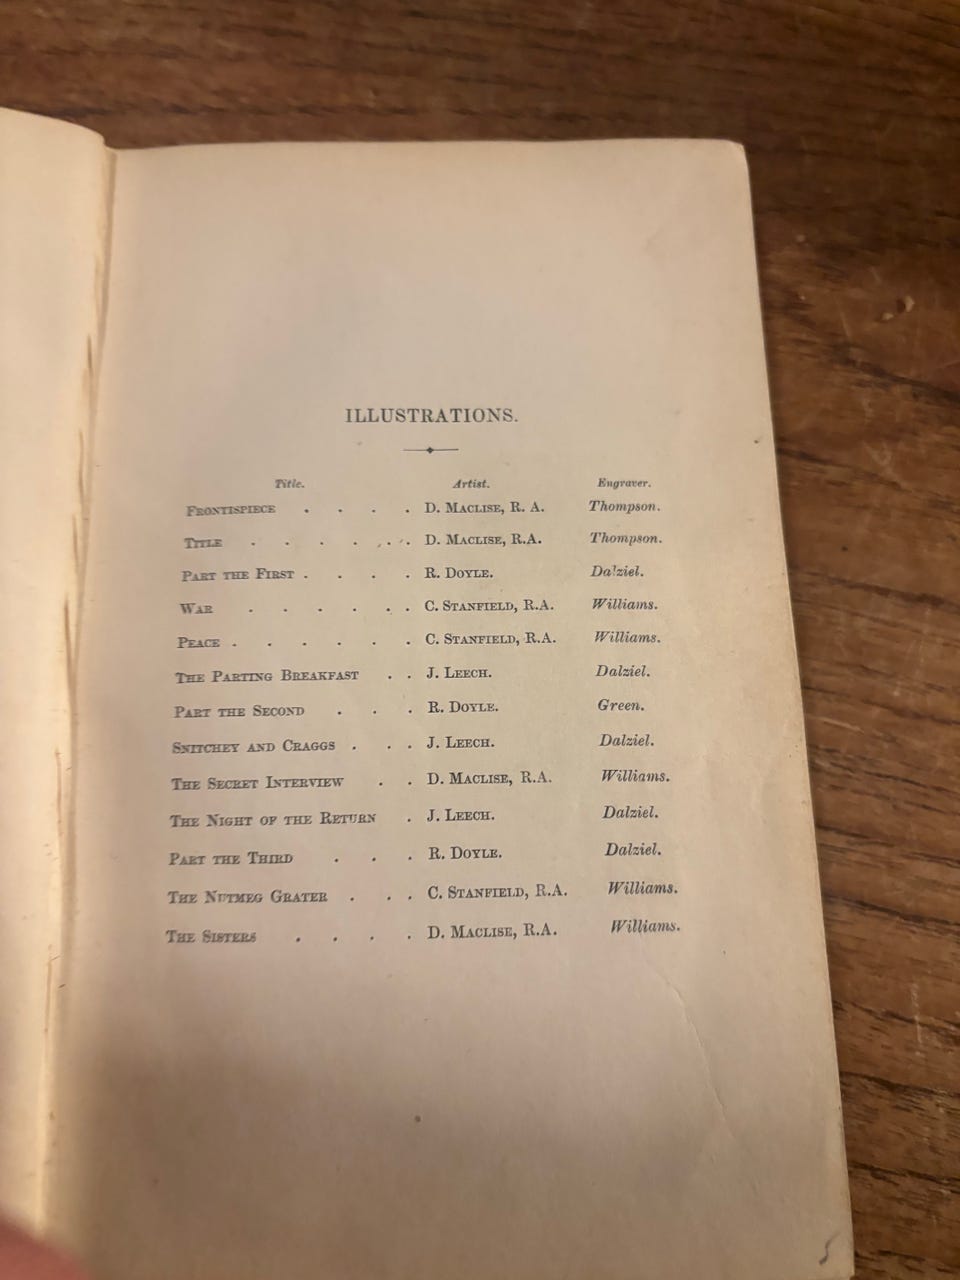 ILLUSTRATIONS.
Title. Artist. Engraver.
FRONTISPIECE . . . . D. MACLISE, R. A. Thompson.
TITLE . . . . . . . D. MACLISE, R.A. Thompson.
PART THE FIRST . . . . R. DOYLE. Dalziel.
WAR . . . . . . . C. STANFIELD, R.A. Williams.
PEACE . . . . . . C. STANFIELD, R.A. Williams.
THE PARTING BREAKFAST . . J. LEECH. Dalziel.
PART THE SECOND . . . R. DOYLE. Green.
SNITCHEY AND CRAGGS . . . J. LEECH. Dalziel.
THE SECRET INTERVIEW . . D. MACLISE, R.A. Williams.
THE NIGHT OF THE RETURN . J. LEECH. Dalziel.
PART THE THIRD . . . R. DOYLE. Dalziel.
THE NUTMEG GRATER . . . C. STANFIELD, R.A. Williams.
THE SISTERS . . . . D. MACLISE, R.A. Williams.